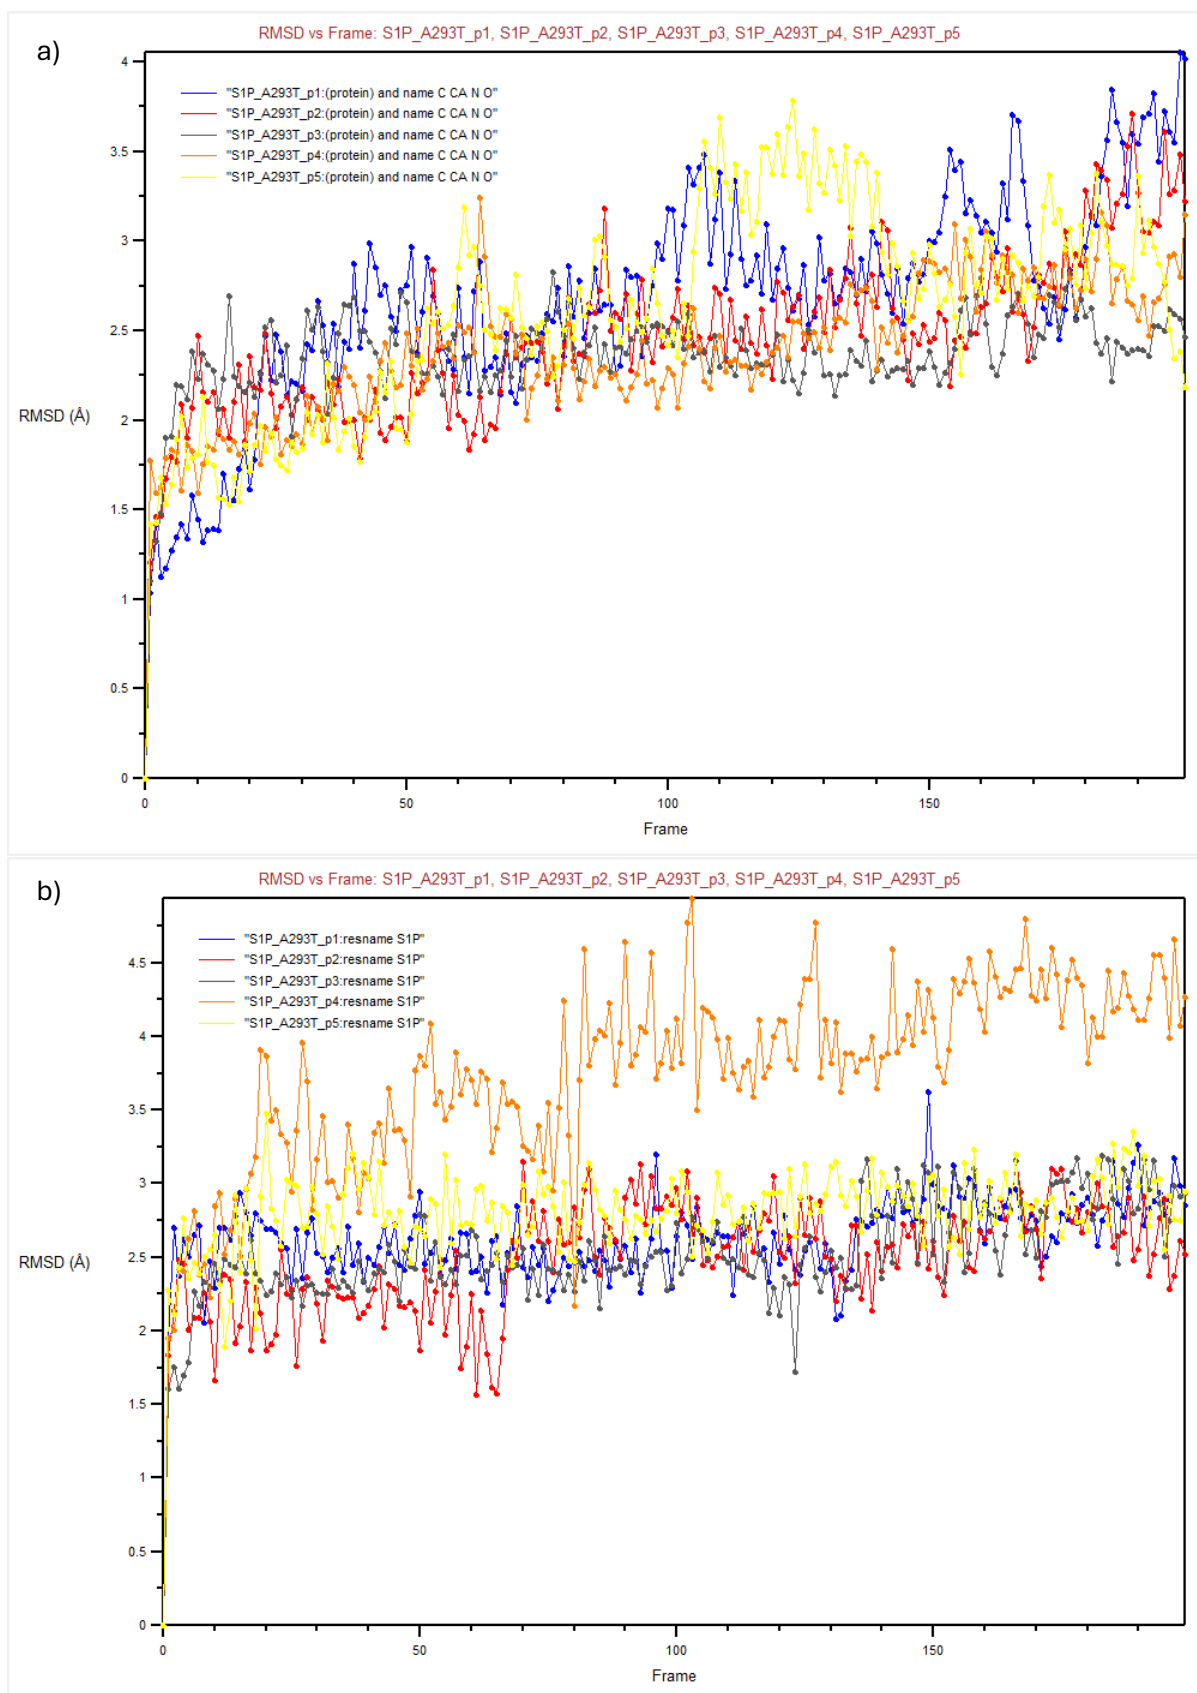 a)
RMSD vs Frame: S1P_A293T_p1, S1P_A293T_p2, S1P_A293T_p3, S1P_A293T_p4, S1P_A293T_p5
"S1P_A293T_p1:(protein) and name C CA N O"
"S1P_A293T_p2:(protein) and name C CA N O"
"S1P_A293T_p3:(protein) and name C CA N O"
"S1P_A293T_p4:(protein) and name C CA N O"
"S1P_A293T_p5:(protein) and name C CA N O"
4
3.5
3
2.5
2
1.5
1
0.5
0
RMSD (Å)
0 50 100 150
Frame
b)
RMSD vs Frame: S1P_A293T_p1, S1P_A293T_p2, S1P_A293T_p3, S1P_A293T_p4, S1P_A293T_p5
"S1P_A293T_p1:resname S1P"
"S1P_A293T_p2:resname S1P"
"S1P_A293T_p3:resname S1P"
"S1P_A293T_p4:resname S1P"
"S1P_A293T_p5:resname S1P"
4.5
4
3.5
3
2.5
2
1.5
1
0.5
0
RMSD (Å)
0 50 100 150
Frame